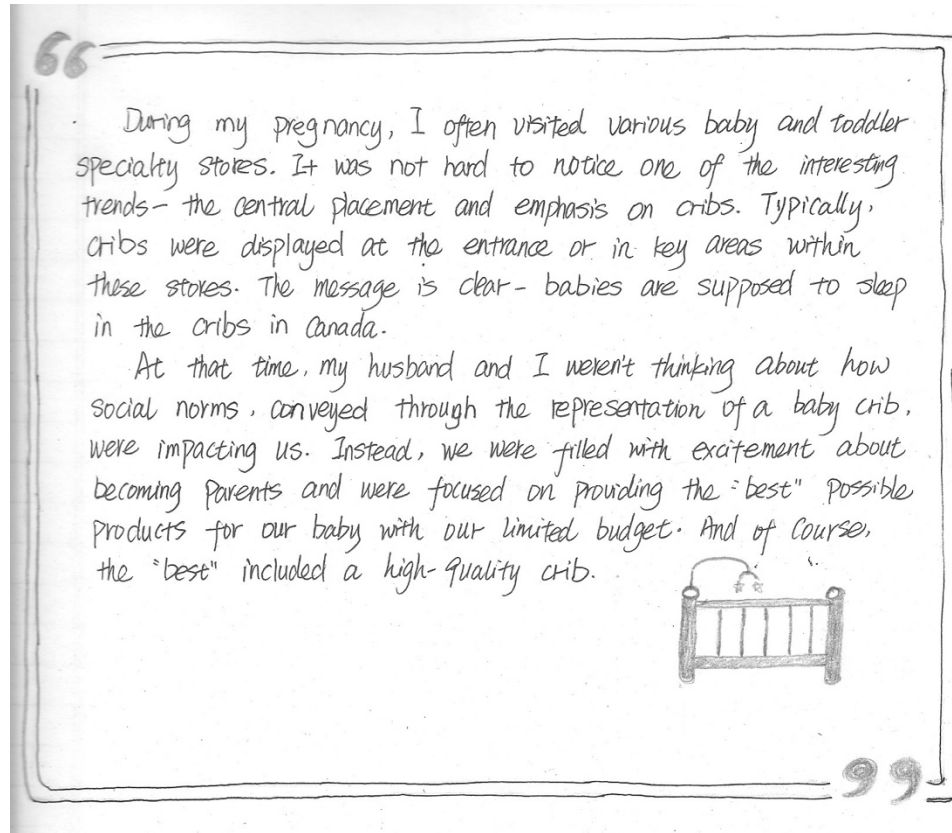 “
During my pregnancy, I often visited various baby and toddler
specialty stores. It was not hard to notice one of the interesting
trends- the central placement and emphasis on cribs. Typically,
cribs were displayed at the entrance or in key areas within
these stores. The message is clear- babies are supposed to sleep
in the cribs in Canada.
At that time, my husband and I weren't thinking about how
social norms, conveyed through the representation of a baby crib,
were impacting us. Instead, we were filled with excitement about
becoming parents and were focused on providing the "best" possible
products for our baby with our limited budget. And of course,
the "best" included a high-quality crib.
”